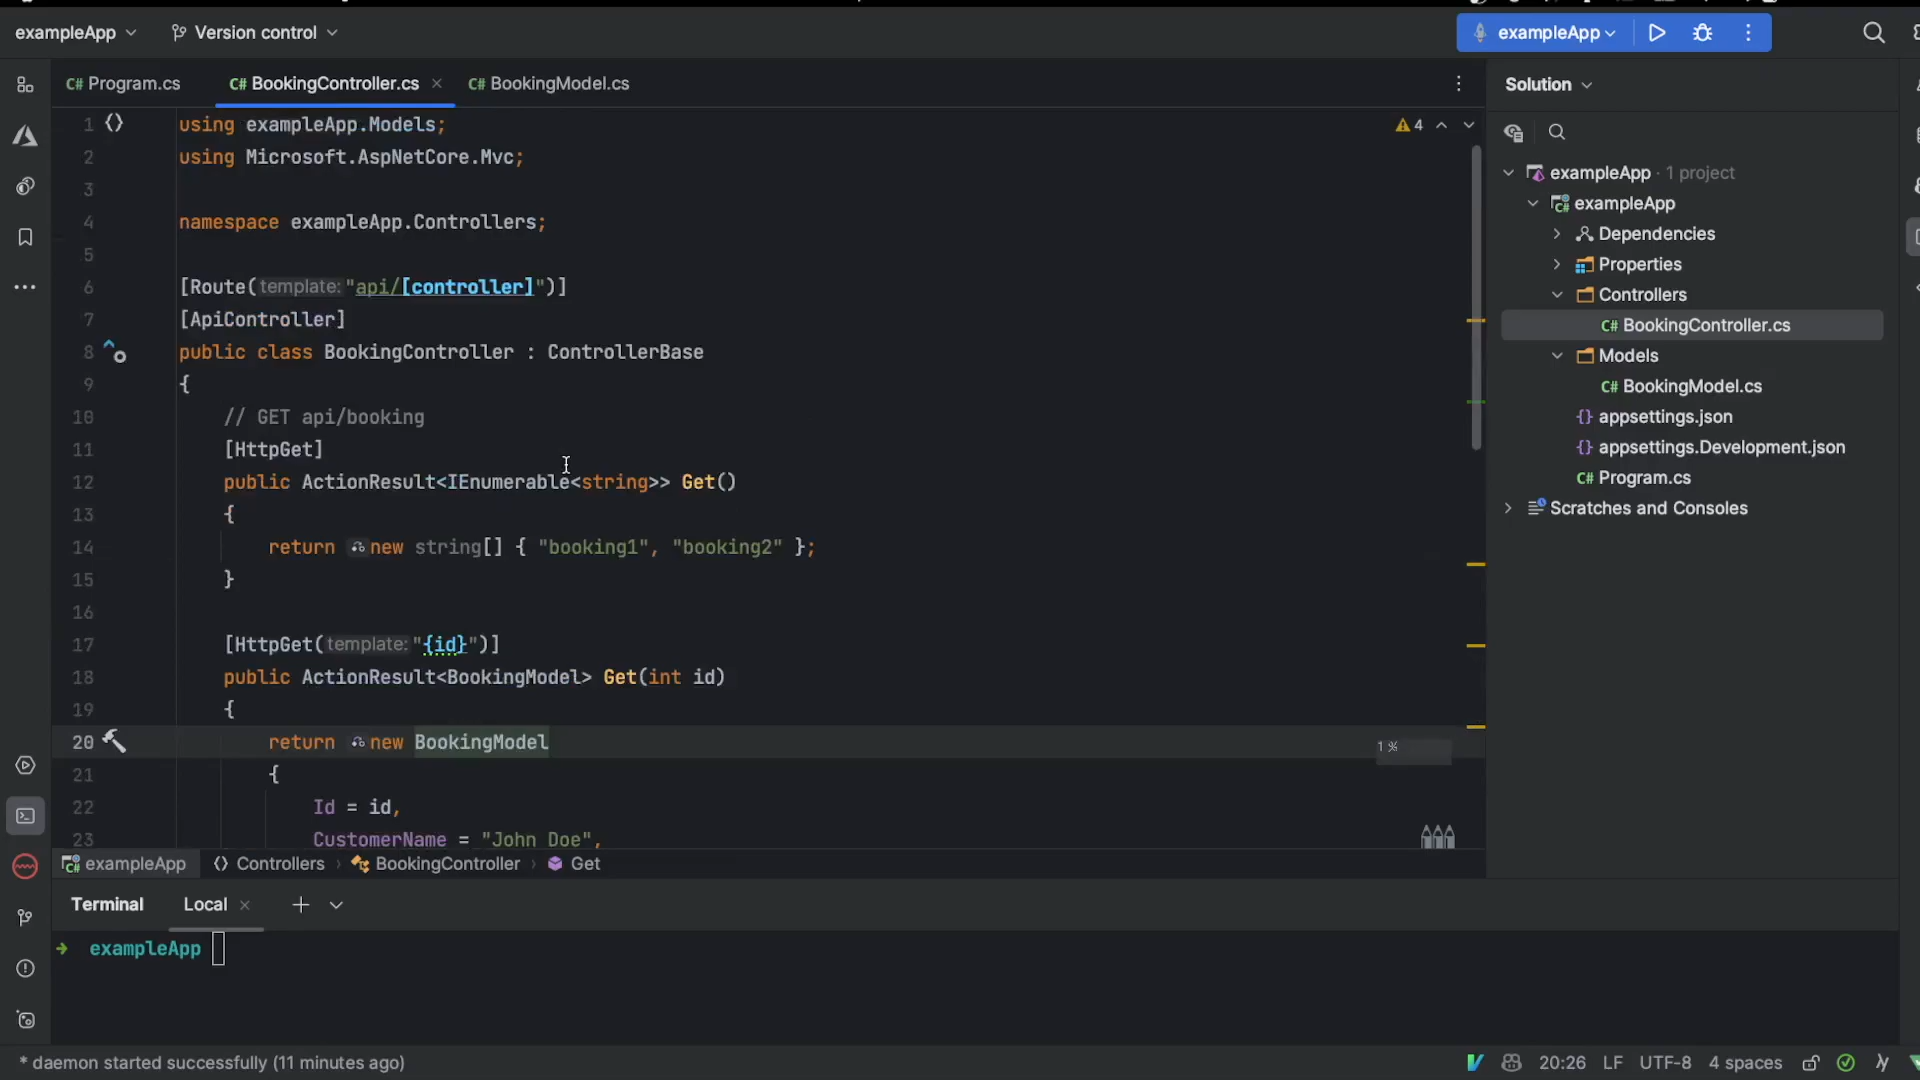 exampleApp
Version control
exampleApp
Program.cs
BookingController.cs
BookingModel.cs
Solution
1 using exampleApp.Models;
4
2 using Microsoft.AspNetCore.Mvc;
3
4 namespace exampleApp.Controllers;
5
6 [Route(template: "api/[controller]")]
7 [ApiController]
8 public class BookingController : ControllerBase
9 {
10 // GET api/booking
11 [HttpGet]
12 public ActionResult<IEnumerable<string>> Get()
13 {
14 return new string[] { "booking1", "booking2" };
15 }
16
17 [HttpGet(template: "{id}")]
18 public ActionResult<BookingModel> Get(int id)
19 {
20 return new BookingModel
1 %
21 {
22 Id = id,
23 CustomerName = "John Doe",
exampleApp · 1 project
exampleApp
Dependencies
Properties
Controllers
C# BookingController.cs
Models
C# BookingModel.cs
{} appsettings.json
{} appsettings.Development.json
C# Program.cs
Scratches and Consoles
exampleApp
Controllers
BookingController
Get
Terminal
Local
exampleApp
* daemon started successfully (11 minutes ago)
20:26
LF
UTF-8
4 spaces